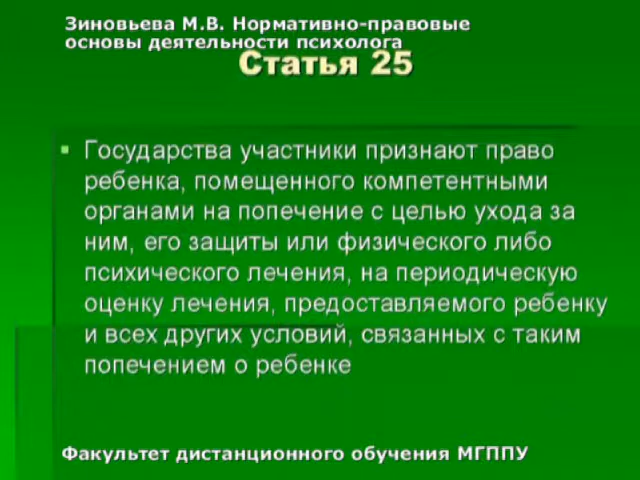 Зиновьева М.В. Нормативно-правовые
основы деятельности психолога
Статья 25
Государства участники признают право
ребенка, помещенного компетентными
органами на попечение с целью ухода за
ним, его защиты или физического либо
психического лечения, на периодическую
оценку лечения, предоставляемого ребенку
и всех других условий, связанных с таким
попечением о ребенке
Факультет дистанционного обучения МГППУ